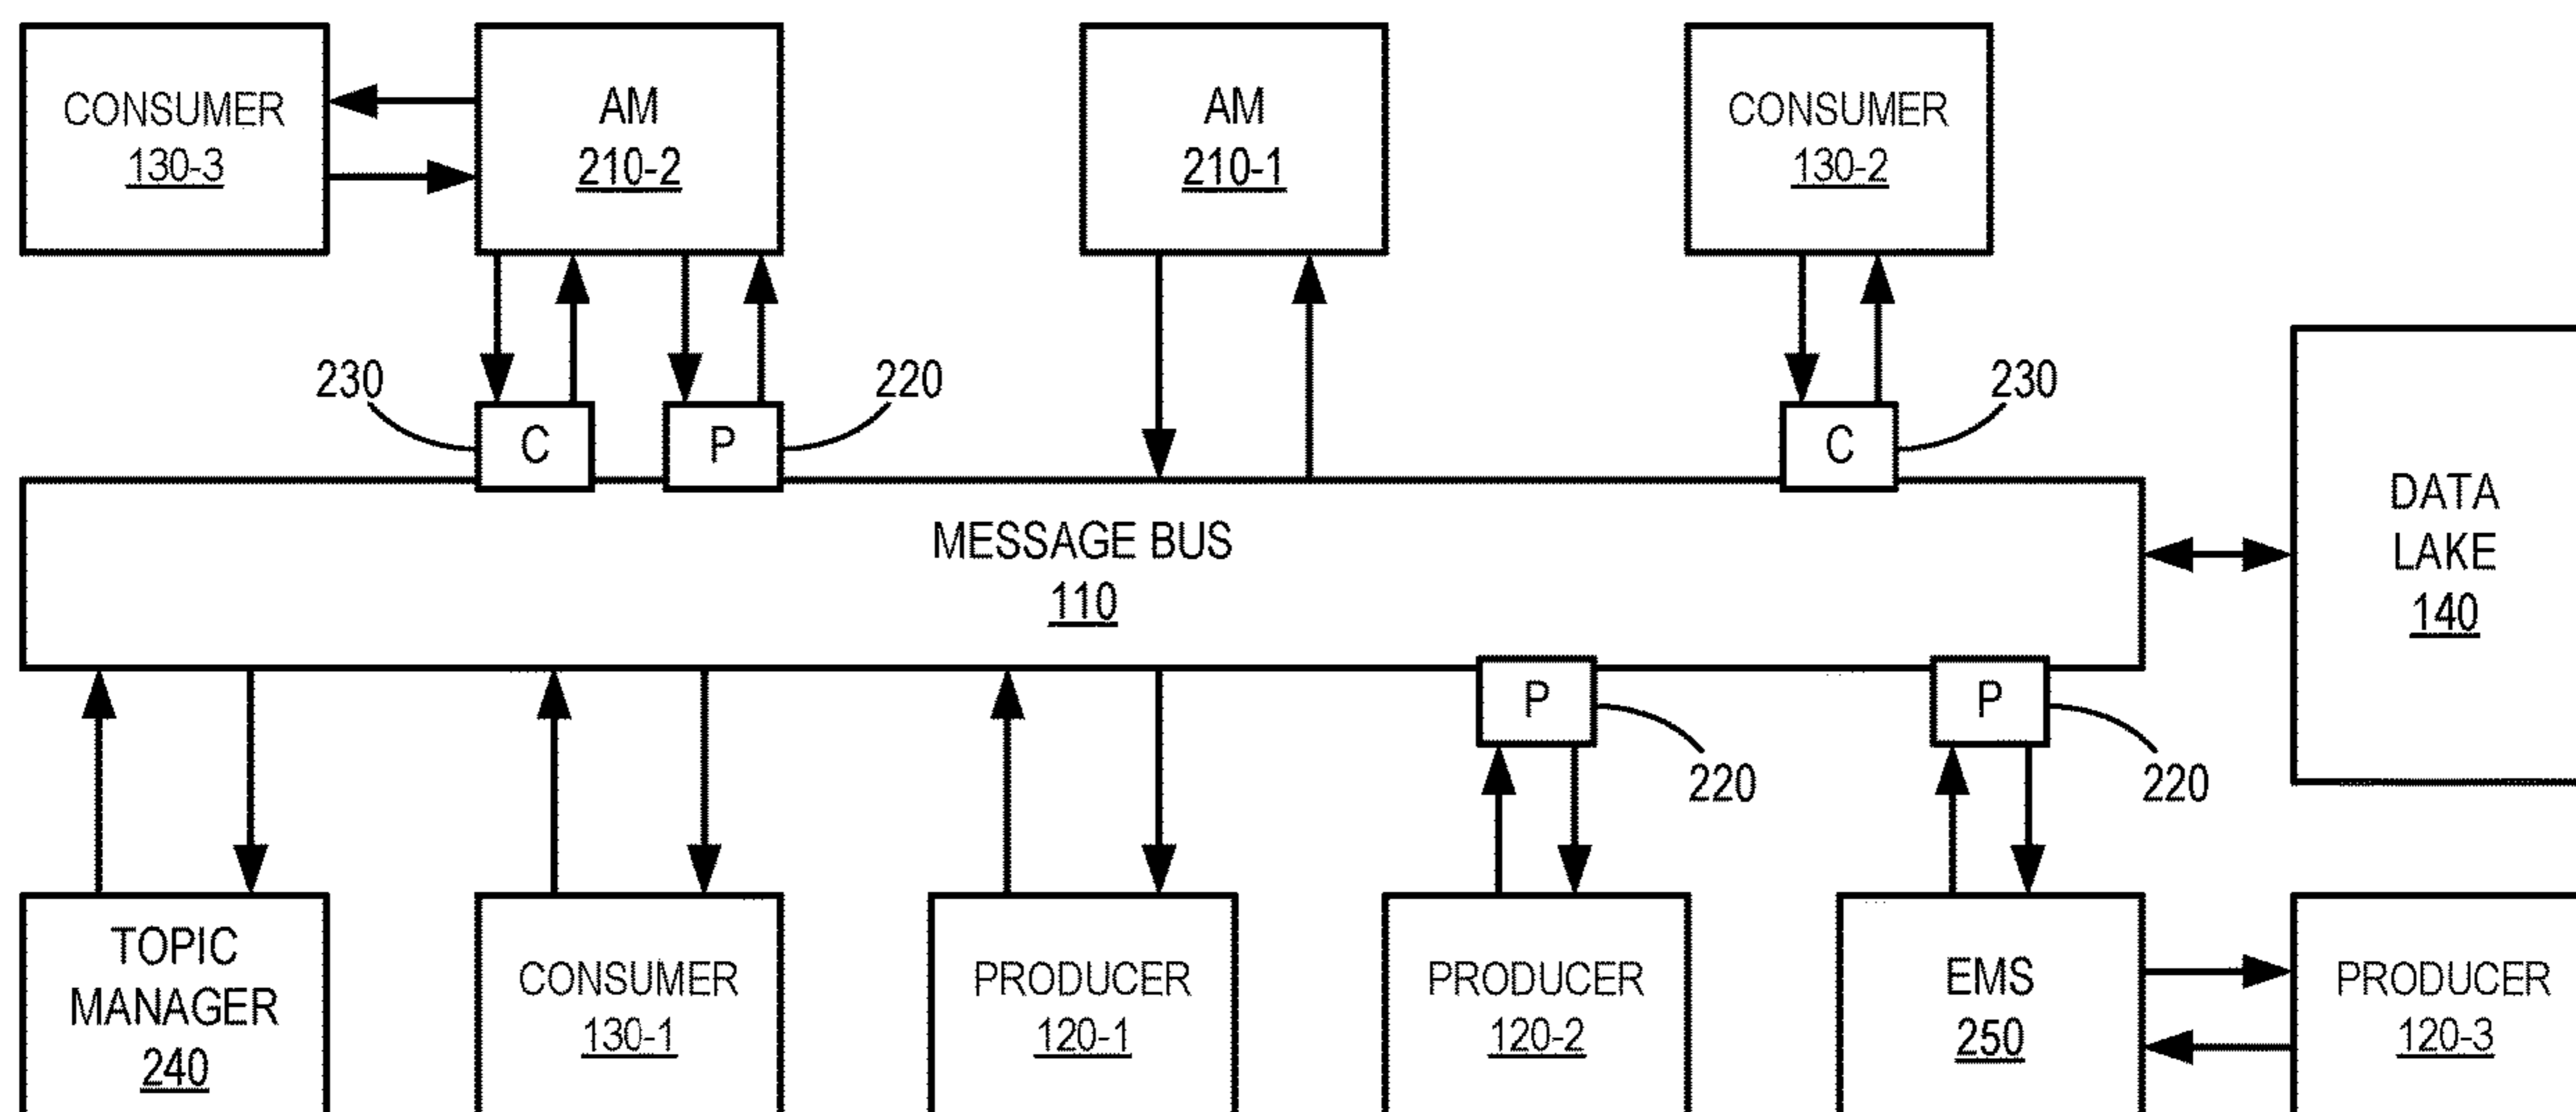 CONSUMER
130-3
AM
210-2
AM
210-1
CONSUMER
130-2
230
C
P
220
C
230
MESSAGE BUS
110
DATA
LAKE
140
P
220
P
220
TOPIC
MANAGER
240
CONSUMER
130-1
PRODUCER
120-1
PRODUCER
120-2
EMS
250
PRODUCER
120-3